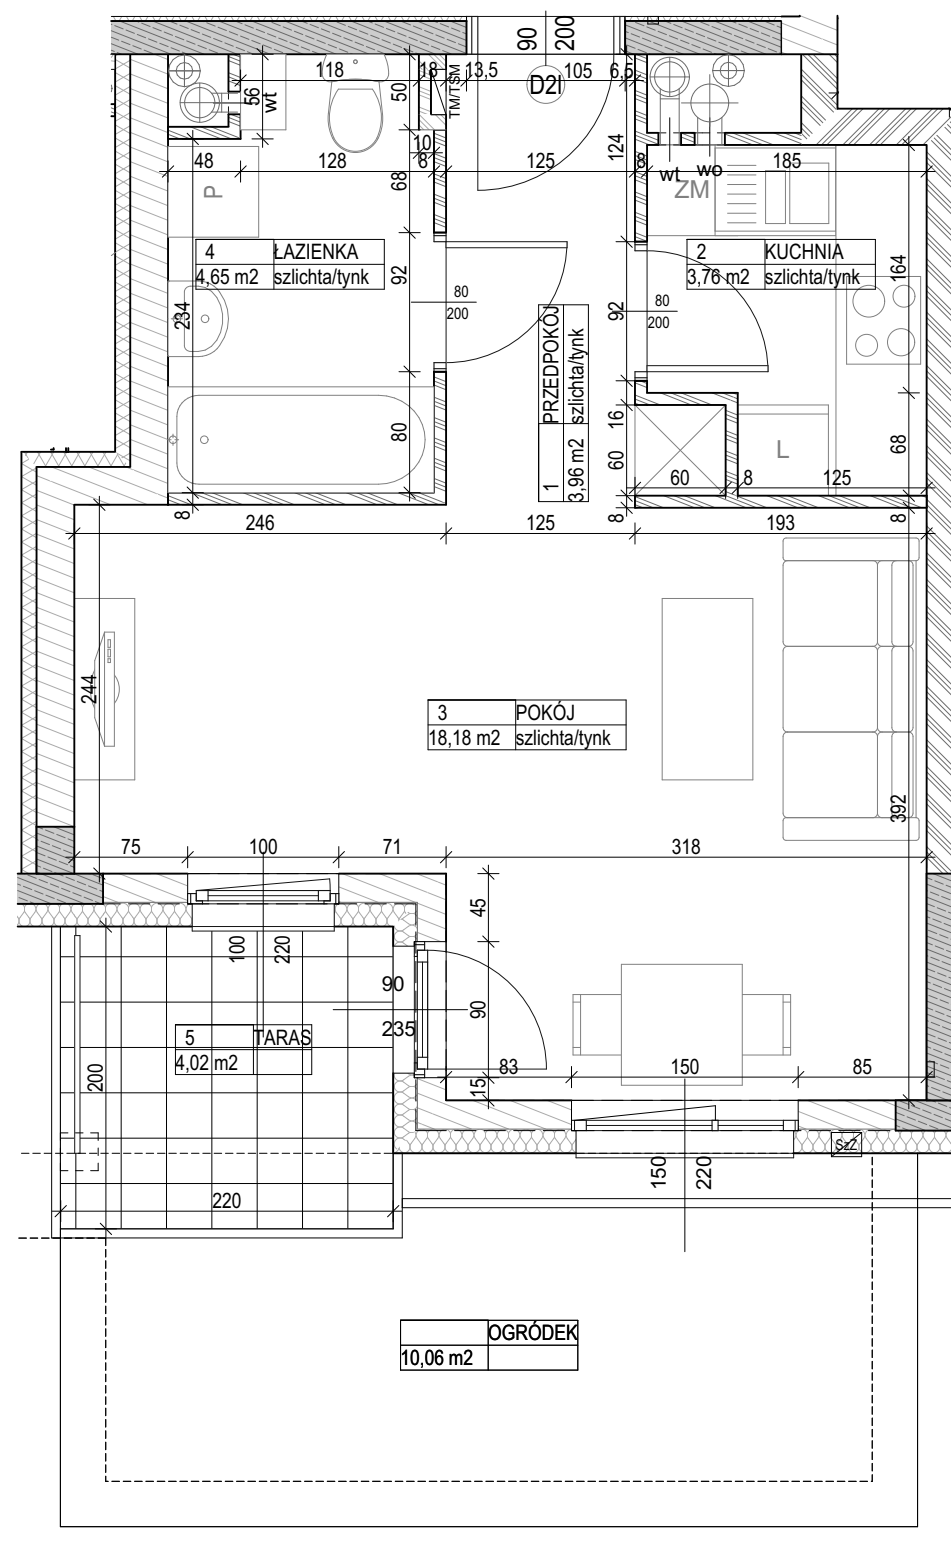 90 200
D2I
118 18 13,5 105 6,5
TM/TSM
56 wt 50
10
8
124
48 128 125 8 185
wt wo
P
68
ZM
4 ŁAZIENKA
4,65 m2 szlichta/tynk
2 KUCHNIA
3,76 m2 szlichta/tynk
234
92
80
200
92
80
200
164
1 PRZEDPOKÓJ
3,96 m2 szlichta/tynk
80
16
60
60 8 125
L
68
8
8
8
246 125 193
244
3 POKÓJ
18,18 m2 szlichta/tynk
392
75 100 71 318
45
100 220
90
235
90
5 TARAS
4,02 m2
200
83 150 85
15
SzZ
150 220
220
OGRÓDEK
10,06 m2